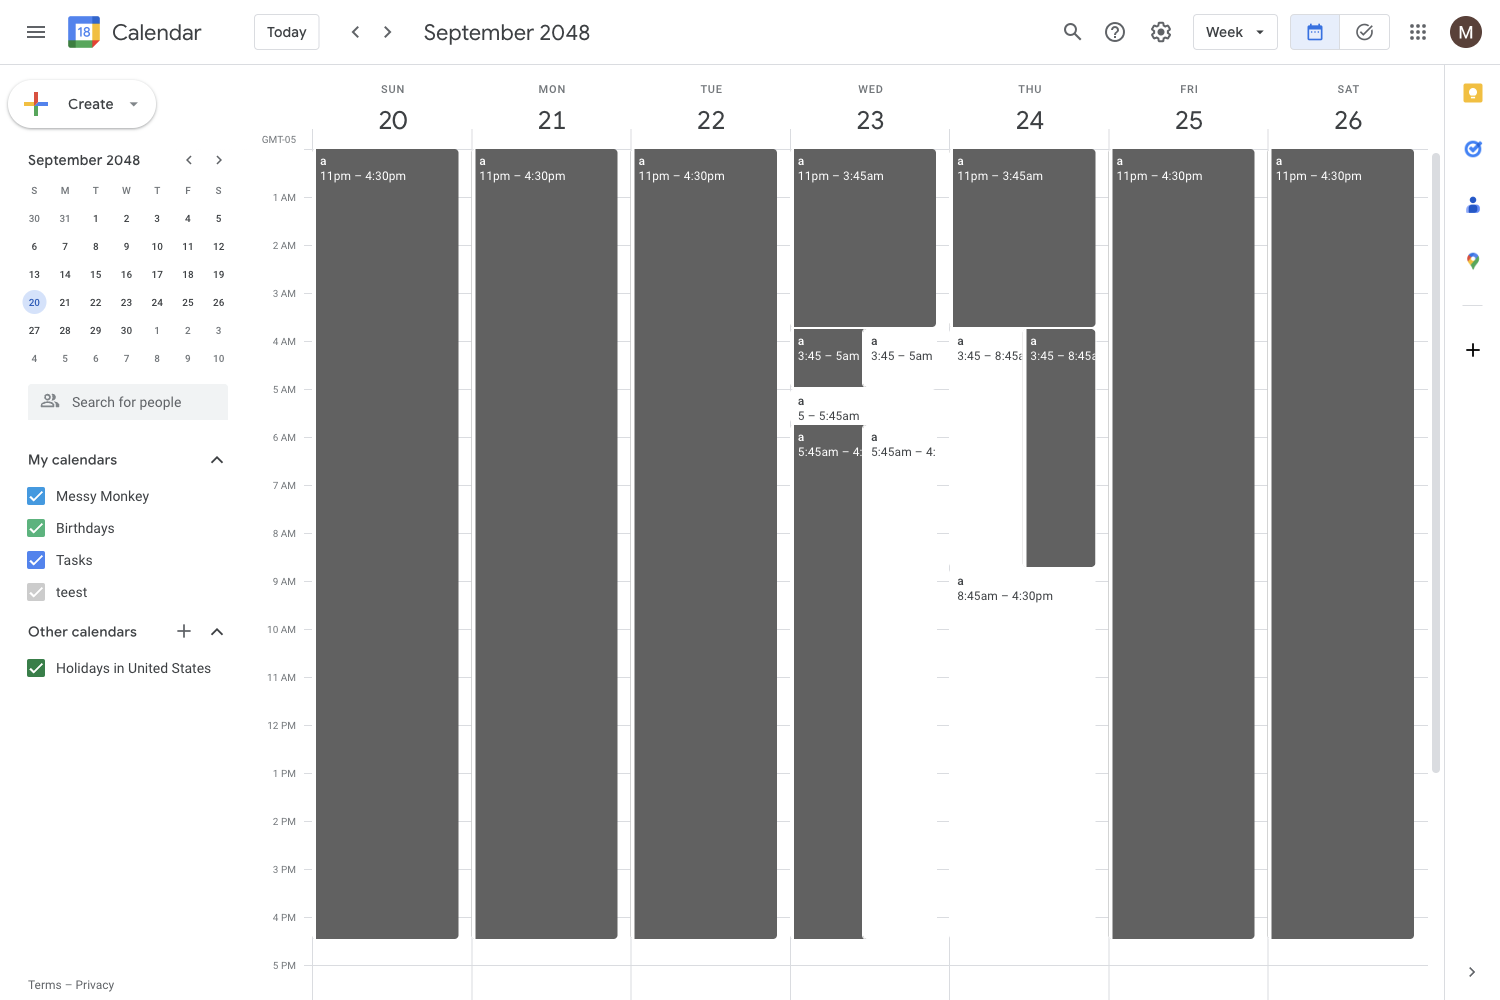 18 Calendar
Today
September 2048
Week
M
Create
September 2048
S M T W T F S
30 31 1 2 3 4 5
6 7 8 9 10 11 12
13 14 15 16 17 18 19
20 21 22 23 24 25 26
27 28 29 30 1 2 3
4 5 6 7 8 9 10
Search for people
My calendars
Messy Monkey
Birthdays
Tasks
teest
Other calendars
Holidays in United States
Terms – Privacy
SUN MON TUE WED THU FRI SAT
20 21 22 23 24 25 26
GMT-05
1 AM
2 AM
3 AM
4 AM
5 AM
6 AM
7 AM
8 AM
9 AM
10 AM
11 AM
12 PM
1 PM
2 PM
3 PM
4 PM
5 PM
a
11pm – 4:30pm
a
11pm – 4:30pm
a
11pm – 4:30pm
a
11pm – 3:45am
a
3:45 – 5am
a
3:45 – 5am
a
5 – 5:45am
a
5:45am – 4:
a
5:45am – 4:
a
11pm – 3:45am
a
3:45 – 8:45a
a
3:45 – 8:45a
a
8:45am – 4:30pm
a
11pm – 4:30pm
a
11pm – 4:30pm